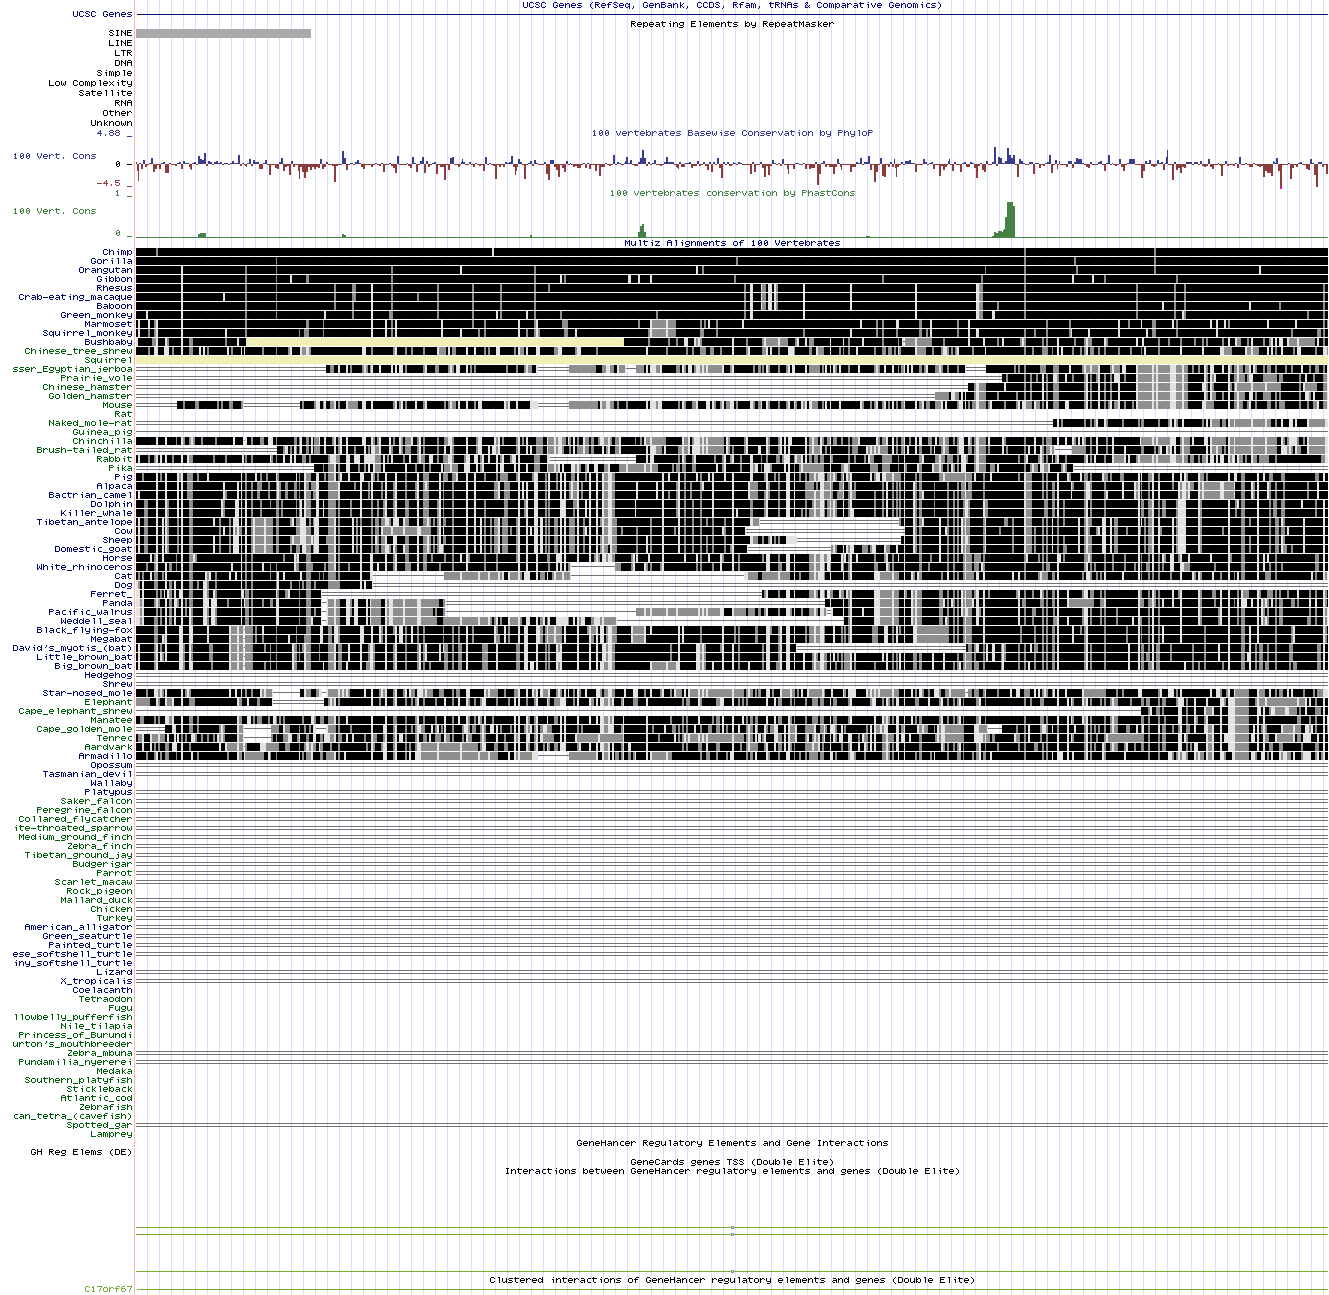 UCSC Genes (RefSeq, GenBank, CCDS, Rfam, tRNAs & Comparative Genomics)
UCSC Genes
Repeating Elements by RepeatMasker
SINE
LINE
LTR
DNA
Simple
Low Complexity
Satellite
RNA
Other
Unknown
4.88 _
100 vertebrates Basewise Conservation by PhyloP
100 Vert. Cons
0 _
-4.5 _
1 _
100 vertebrates conservation by PhastCons
100 Vert. Cons
0 _
Multiz Alignments of 100 Vertebrates
Chimp
Gorilla
Orangutan
Gibbon
Rhesus
Crab-eating_macaque
Baboon
Green_monkey
Marmoset
Squirrel_monkey
Bushbaby
Chinese_tree_shrew
Squirrel
sser_Egyptian_jerboa
Prairie_vole
Chinese_hamster
Golden_hamster
Mouse
Rat
Naked_mole-rat
Guinea_pig
Chinchilla
Brush-tailed_rat
Rabbit
Pika
Pig
Alpaca
Bactrian_camel
Dolphin
Killer_whale
Tibetan_antelope
Cow
Sheep
Domestic_goat
Horse
White_rhinoceros
Cat
Dog
Ferret_
Panda
Pacific_walrus
Weddell_seal
Black_flying-fox
Megabat
David's_myotis_(bat)
Little_brown_bat
Big_brown_bat
Hedgehog
Shrew
Star-nosed_mole
Elephant
Cape_elephant_shrew
Manatee
Cape_golden_mole
Tenrec
Aardvark
Armadillo
Opossum
Tasmanian_devil
Wallaby
Platypus
Saker_falcon
Peregrine_falcon
Collared_flycatcher
ite-throated_sparrow
Medium_ground_finch
Zebra_finch
Tibetan_ground_jay
Budgerigar
Parrot
Scarlet_macaw
Rock_pigeon
Mallard_duck
Chicken
Turkey
American_alligator
Green_seaturtle
Painted_turtle
ese_softshell_turtle
iny_softshell_turtle
Lizard
X_tropicalis
Coelacanth
Tetraodon
Fugu
llowbelly_pufferfish
Nile_tilapia
Princess_of_Burundi
urton's_mouthbreeder
Zebra_mbuna
Pundamilia_nyererei
Medaka
Southern_platyfish
Stickleback
Atlantic_cod
Zebrafish
can_tetra_(cavefish)
Spotted_gar
Lamprey
GeneHancer Regulatory Elements and Gene Interactions
GH Reg Elems (DE)
GeneCards genes TSS (Double Elite)
Interactions between GeneHancer regulatory elements and genes (Double Elite)
Clustered interactions of GeneHancer regulatory elements and genes (Double Elite)
C17orf67